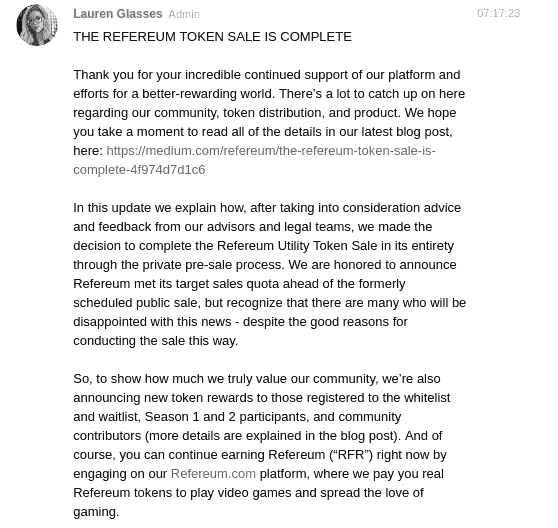 Lauren Glasses Admin 07:17:23
THE REFEREUM TOKEN SALE IS COMPLETE
Thank you for your incredible continued support of our platform and
efforts for a better-rewarding world. There's a lot to catch up on here
regarding our community, token distribution, and product. We hope
you take a moment to read all of the details in our latest blog post,
here: https://medium.com/refereum/the-refereum-token-sale-is-
complete-4f974d7d1c6
In this update we explain how, after taking into consideration advice
and feedback from our advisors and legal teams, we made the
decision to complete the Refereum Utility Token Sale in its entirety
through the private pre-sale process. We are honored to announce
Refereum met its target sales quota ahead of the formerly
scheduled public sale, but recognize that there are many who will be
disappointed with this news - despite the good reasons for
conducting the sale this way.
So, to show how much we truly value our community, we're also
announcing new token rewards to those registered to the whitelist
and waitlist, Season 1 and 2 participants, and community
contributors (more details are explained in the blog post). And of
course, you can continue earning Refereum (“RFR”) right now by
engaging on our Refereum.com platform, where we pay you real
Refereum tokens to play video games and spread the love of
gaming.